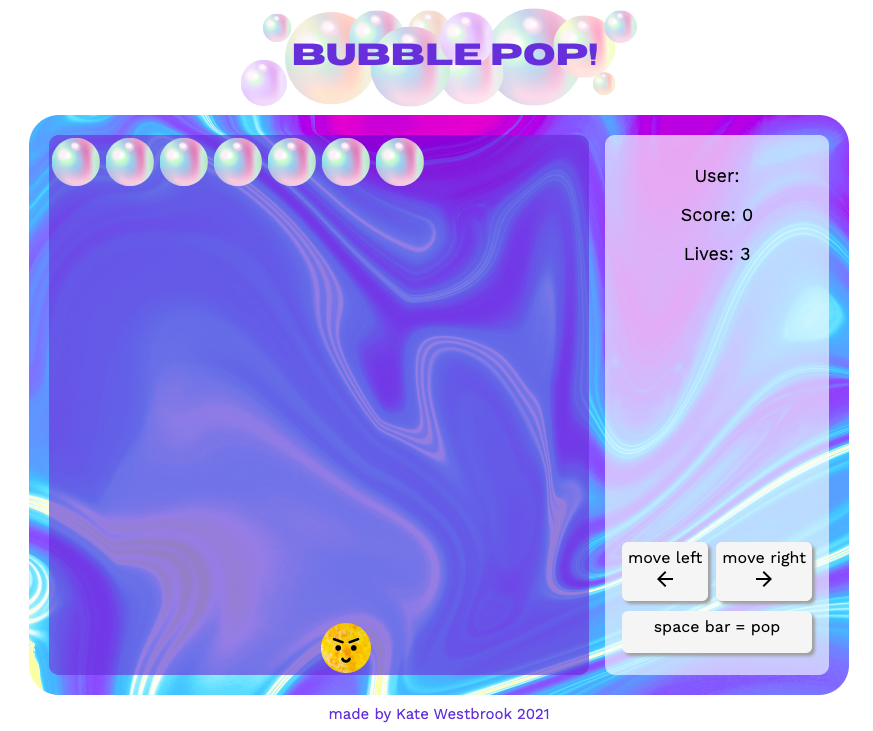 BUBBLE POP!
User:
Score: 0
Lives: 3
move left
←
move right
→
space bar = pop
made by Kate Westbrook 2021